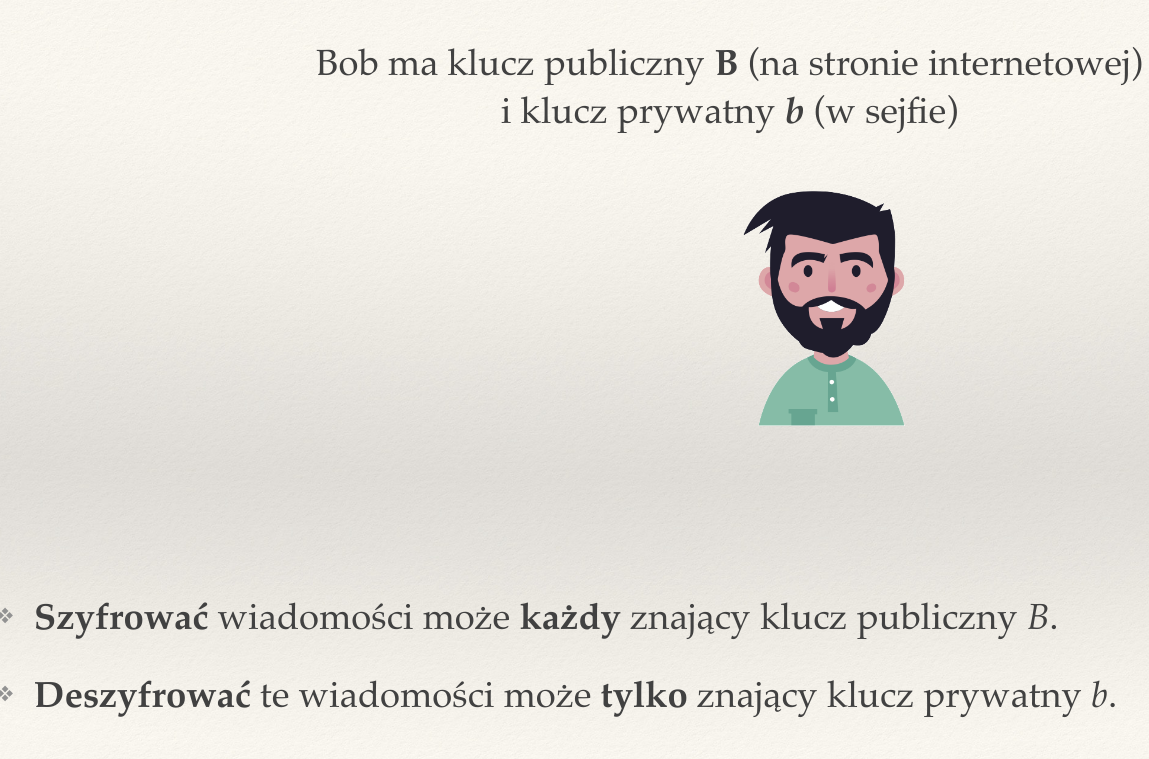 Bob ma klucz publiczny B (na stronie internetowej)
i klucz prywatny b (w sejfie)
Szyfrować wiadomości może każdy znający klucz publiczny B.
Deszyfrować te wiadomości może tylko znający klucz prywatny b.